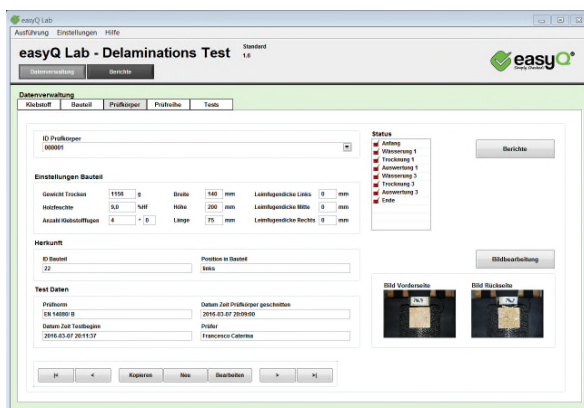 easyQ Lab
Ausführung Einstellungen Hilfe
easyQ Lab - Delaminations Test Standard 1.0
easyQ
Simply Checked!
Datenverwaltung Berichte
Datenverwaltung
Klebstoff Bauteil Prüfkörper Prüfreihe Tests
ID Prüfkörper
000001
Status
Anfang
Wässerung 1
Trocknung 1
Auswertung 1
Wässerung 3
Trocknung 3
Auswertung 3
Ende
Berichte
Einstellungen Bauteil
Gewicht Trocken 1156 g Breite 140 mm Leimfugendicke Links 0 mm
Holzfeuchte 9,0 %Hf Höhe 200 mm Leimfugendicke Mitte 0 mm
Anzahl Klebstofffugen 4 + 0 Länge 75 mm Leimfugendicke Rechts 0 mm
Herkunft
ID Bauteil Position in Bauteil
22 links
Bildbearbeitung
Test Daten
Prüfnorm Datum Zeit Prüfkörper geschnitten
EN 14080/ B 2016-03-07 20:09:00
Datum Zeit Testbeginn Prüfer
2016-03-07 20:11:37 Francesco Caterina
Bild Vorderseite Bild Rückseite
|< < Kopieren Neu Bearbeiten > >|